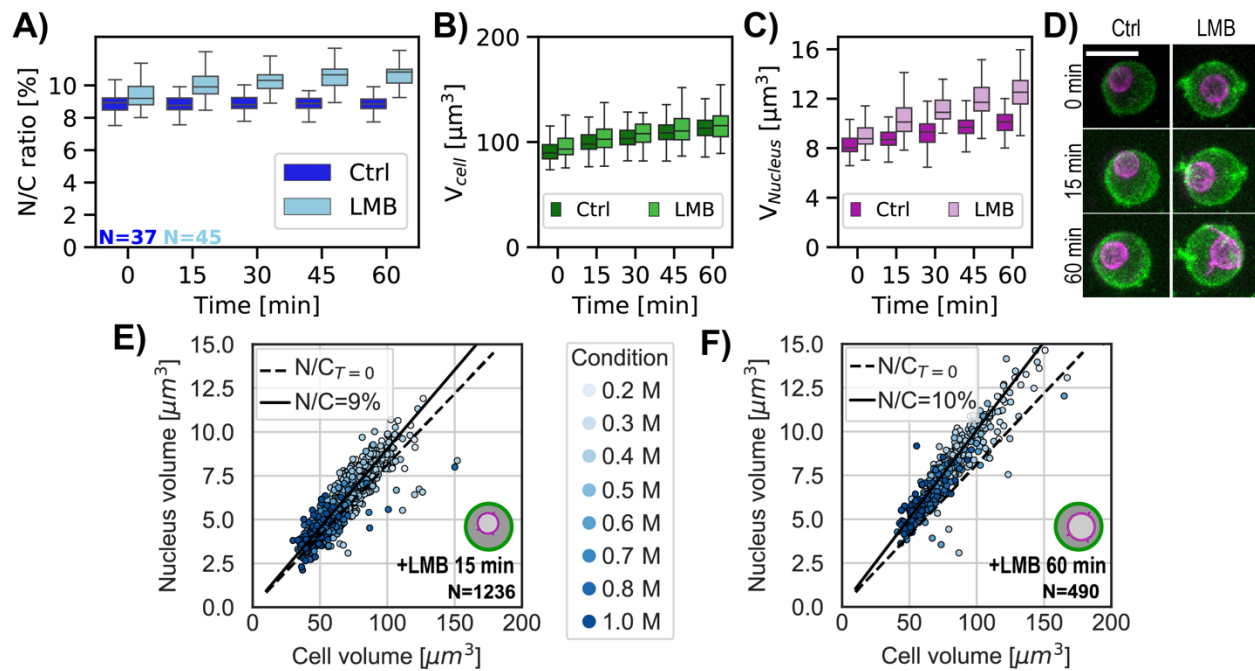 A)
N/C ratio [%]
10
8
6
4
2
0
Ctrl
LMB
N=37 N=45
0 15 30 45 60
Time [min]
B)
V_cell [μm³]
200
100
0
Ctrl LMB
0 15 30 45 60
Time [min]
C)
V_Nucleus [μm³]
16
12
8
4
0
Ctrl LMB
0 15 30 45 60
Time [min]
D)
Ctrl LMB
0 min
15 min
60 min
E)
Nucleus volume [μm³]
15.0
12.5
10.0
7.5
5.0
2.5
0.0
N/C_T=0
N/C=9%
+LMB 15 min
N=1236
50 100 150 200
Cell volume [μm³]
Condition
0.2 M
0.3 M
0.4 M
0.5 M
0.6 M
0.7 M
0.8 M
1.0 M
F)
Nucleus volume [μm³]
15.0
12.5
10.0
7.5
5.0
2.5
0.0
N/C_T=0
N/C=10%
+LMB 60 min
N=490
50 100 150 200
Cell volume [μm³]